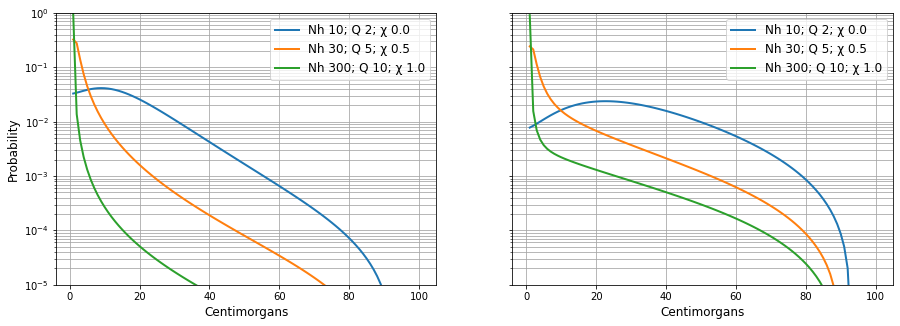 Nh 10; Q 2; χ 0.0
Nh 30; Q 5; χ 0.5
Nh 300; Q 10; χ 1.0
10⁰
10⁻¹
10⁻²
10⁻³
10⁻⁴
10⁻⁵
Probability
0 20 40 60 80 100
Centimorgans
Nh 10; Q 2; χ 0.0
Nh 30; Q 5; χ 0.5
Nh 300; Q 10; χ 1.0
0 20 40 60 80 100
Centimorgans